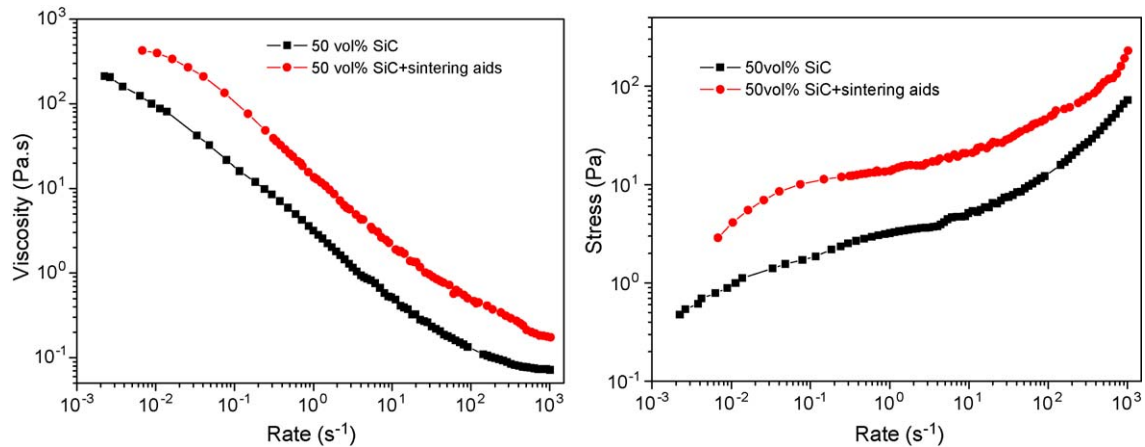 50 vol% SiC
50 vol% SiC+sintering aids
Viscosity (Pa.s)
10³
10²
10¹
10⁰
10⁻¹
10⁻³ 10⁻² 10⁻¹ 10⁰ 10¹ 10² 10³
Rate (s⁻¹)
50vol% SiC
50vol% SiC+sintering aids
Stress (Pa)
10²
10¹
10⁰
10⁻¹
10⁻³ 10⁻² 10⁻¹ 10⁰ 10¹ 10² 10³
Rate (s⁻¹)